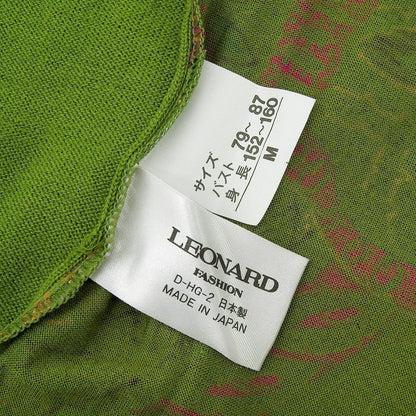 サイズ
バスト 79～87
身長 152～160
M
LEONARD
FASHION
D-HG-2 日本製
MADE IN JAPAN